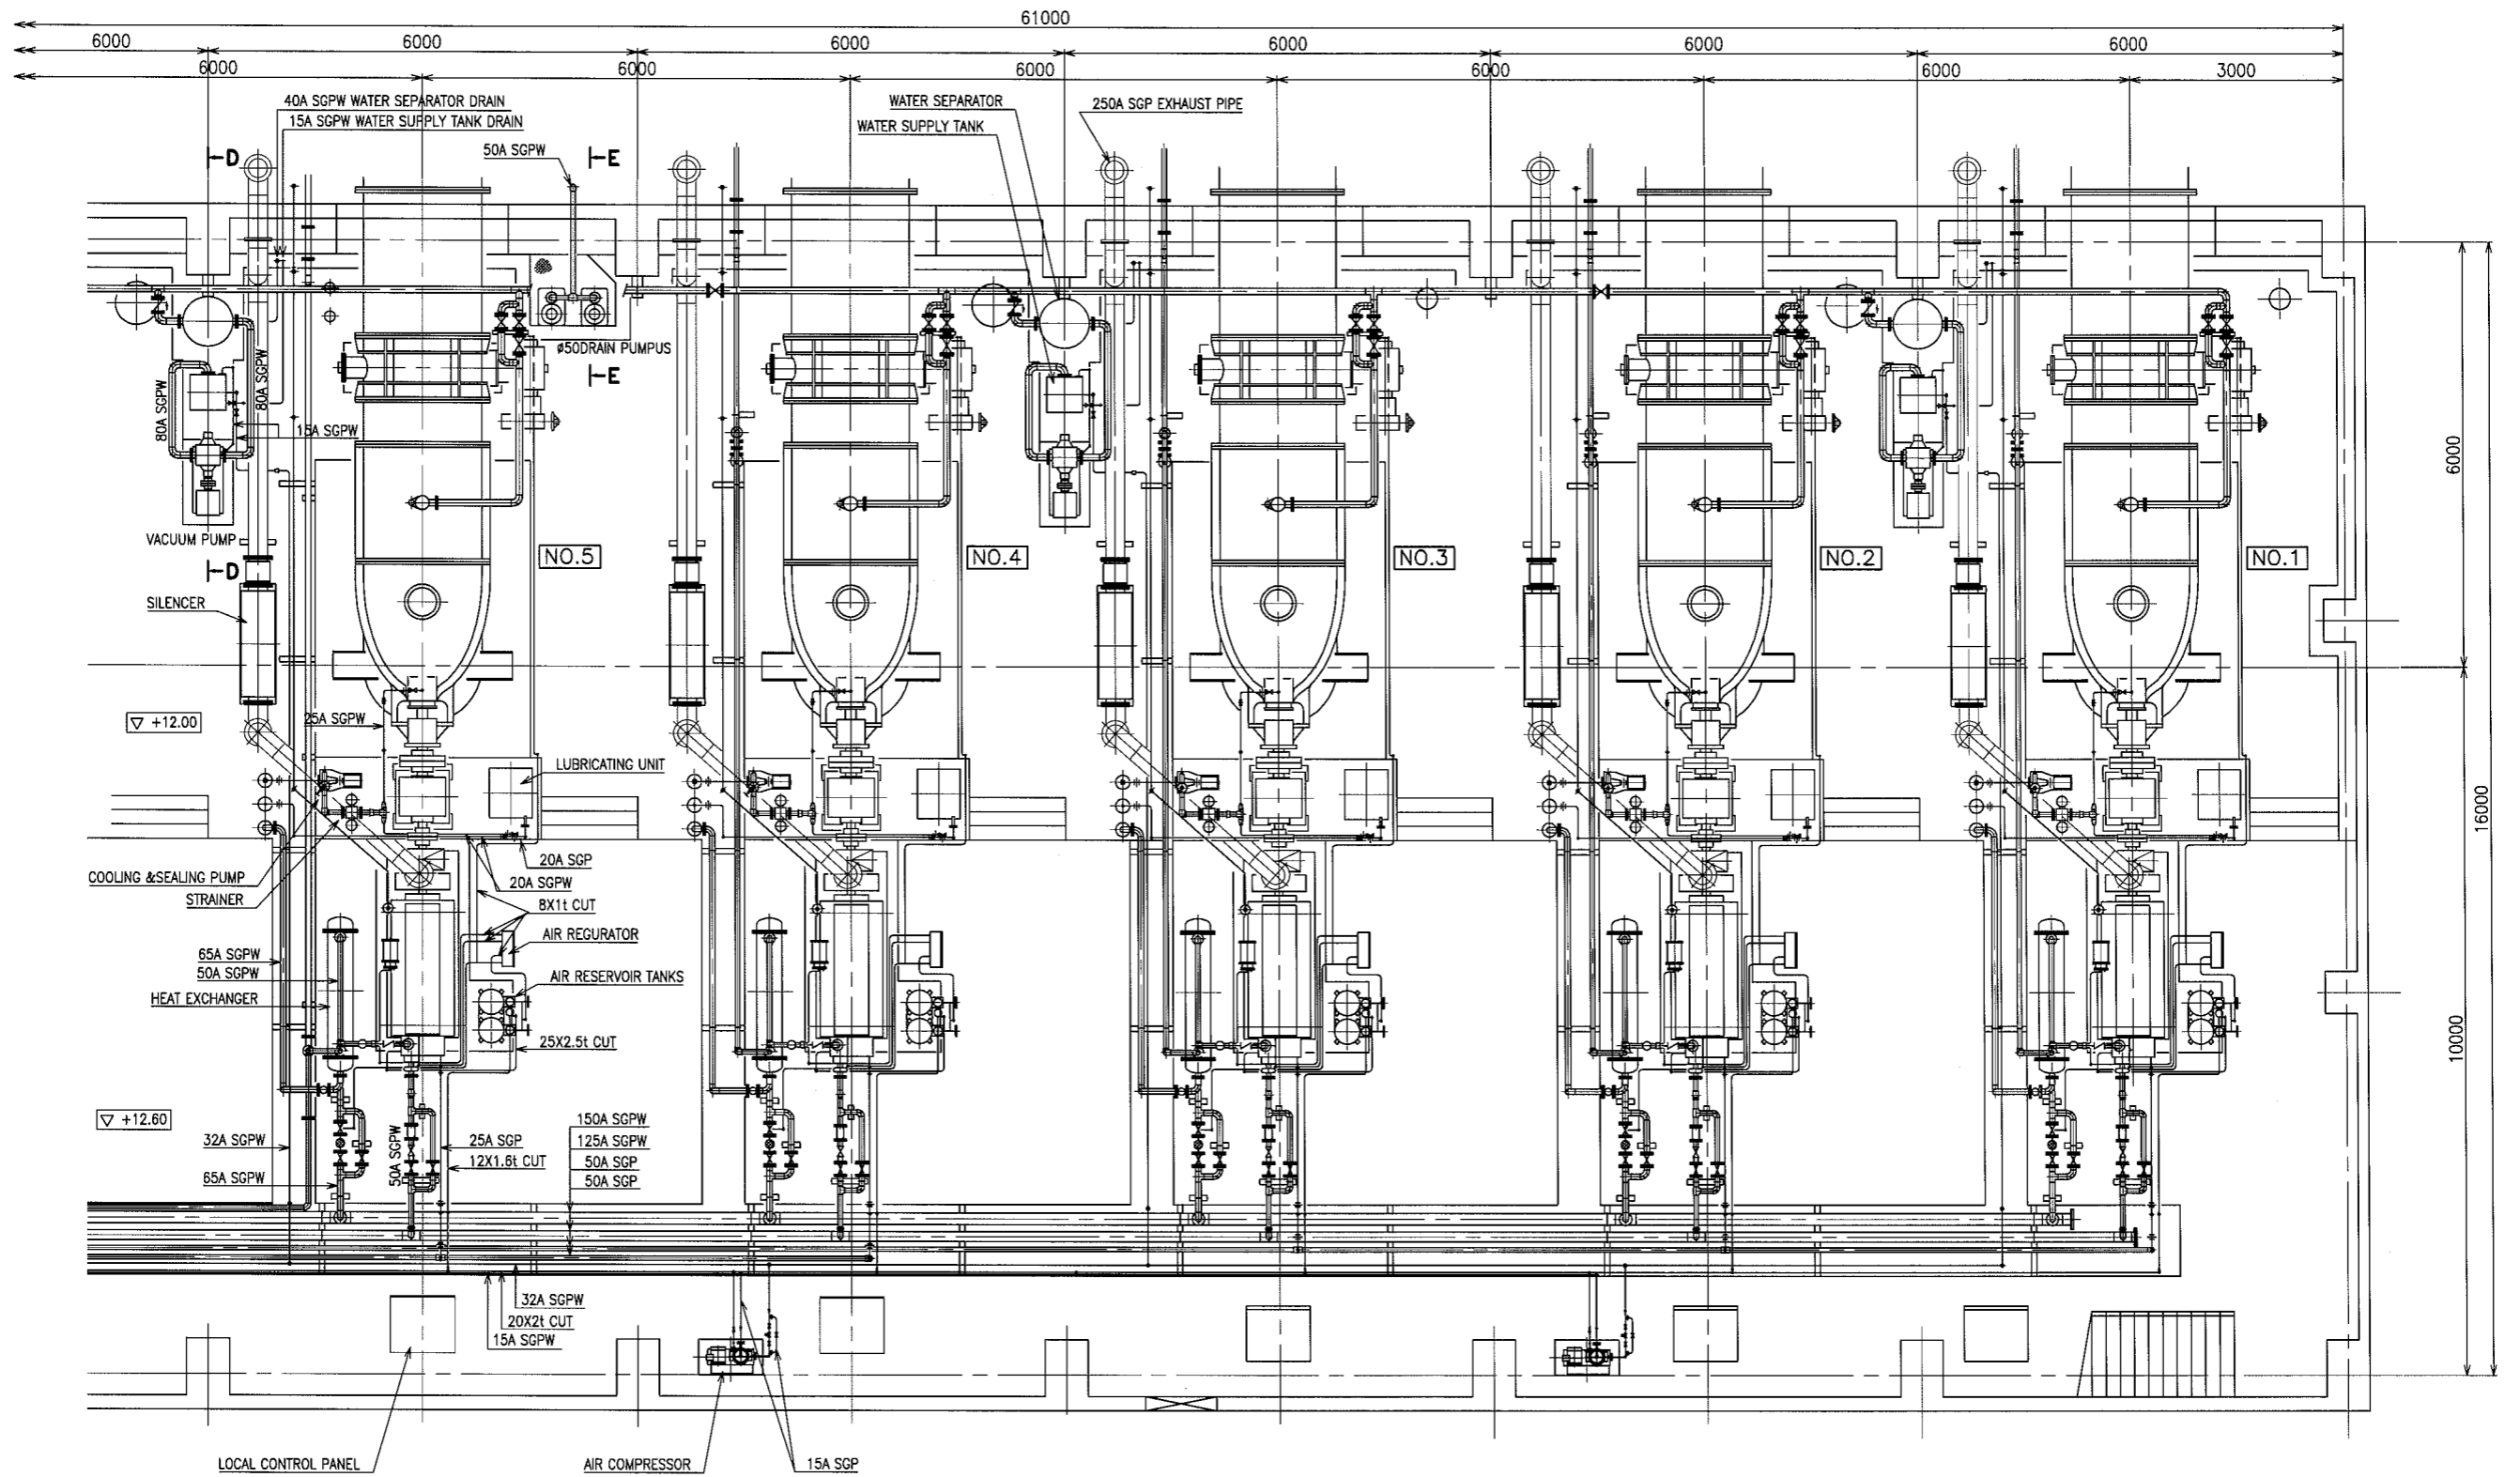 61000
6000 6000 6000 6000 6000 6000
6000 6000 6000 6000 6000 3000
40A SGPW WATER SEPARATOR DRAIN
15A SGPW WATER SUPPLY TANK DRAIN
WATER SEPARATOR
WATER SUPPLY TANK
250A SGP EXHAUST PIPE
D
50A SGPW
E
ø50DRAIN PUMPUS
E
80A SGPW
80A SGPW
15A SGPW
6000
16000
VACUUM PUMP
D
NO.5
NO.4
NO.3
NO.2
NO.1
SILENCER
▽ +12.00
25A SGPW
LUBRICATING UNIT
20A SGP
20A SGPW
COOLING &SEALING PUMP
STRAINER
8X1t CUT
AIR REGURATOR
65A SGPW
50A SGPW
HEAT EXCHANGER
AIR RESERVOIR TANKS
25X2.5t CUT
10000
▽ +12.60
32A SGPW
65A SGPW
50A SGPW
25A SGP
12X1.6t CUT
150A SGPW
125A SGPW
50A SGP
50A SGP
32A SGPW
20X2t CUT
15A SGPW
LOCAL CONTROL PANEL
AIR COMPRESSOR
15A SGP